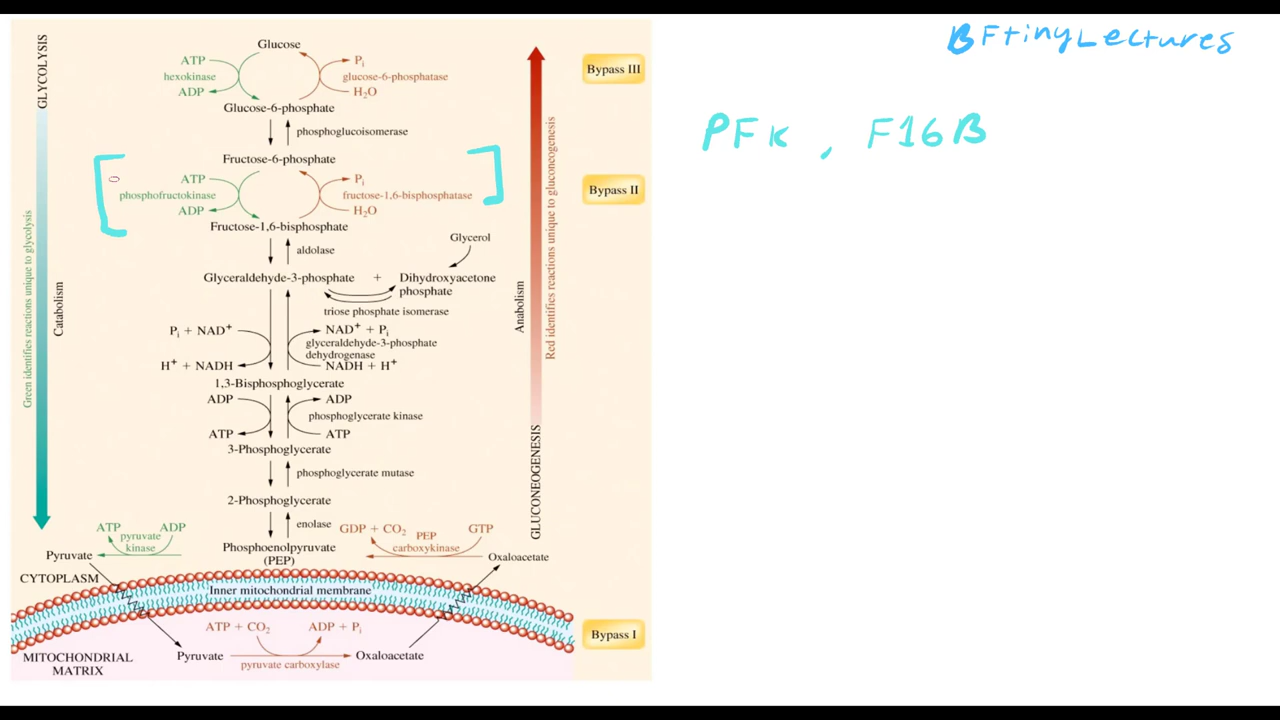 BFtinyLectures
PFK, F16B
GLYCOLYSIS
Green identifies reactions unique to glycolysis
Catabolism
Glucose
ATP
hexokinase
ADP
Pi
glucose-6-phosphatase
H2O
Bypass III
Glucose-6-phosphate
phosphoglucoisomerase
Fructose-6-phosphate
ATP
phosphofructokinase
ADP
Pi
fructose-1,6-bisphosphatase
H2O
Bypass II
Fructose-1,6-bisphosphate
aldolase
Glycerol
Glyceraldehyde-3-phosphate + Dihydroxyacetone
phosphate
triose phosphate isomerase
Pi + NAD+
H+ + NADH
NAD+ + Pi
glyceraldehyde-3-phosphate
dehydrogenase
NADH + H+
1,3-Bisphosphoglycerate
ADP
ATP
ADP
phosphoglycerate kinase
ATP
3-Phosphoglycerate
phosphoglycerate mutase
2-Phosphoglycerate
enolase
Phosphoenolpyruvate
(PEP)
ATP ADP
pyruvate
kinase
Pyruvate
GDP + CO2 GTP
PEP
carboxykinase
Oxaloacetate
Anabolism
Red identifies reactions unique to gluconeogenesis
GLUCONEOGENESIS
CYTOPLASM
Inner mitochondrial membrane
ATP + CO2 ADP + Pi
Pyruvate
pyruvate carboxylase
Oxaloacetate
Bypass I
MITOCHONDRIAL
MATRIX